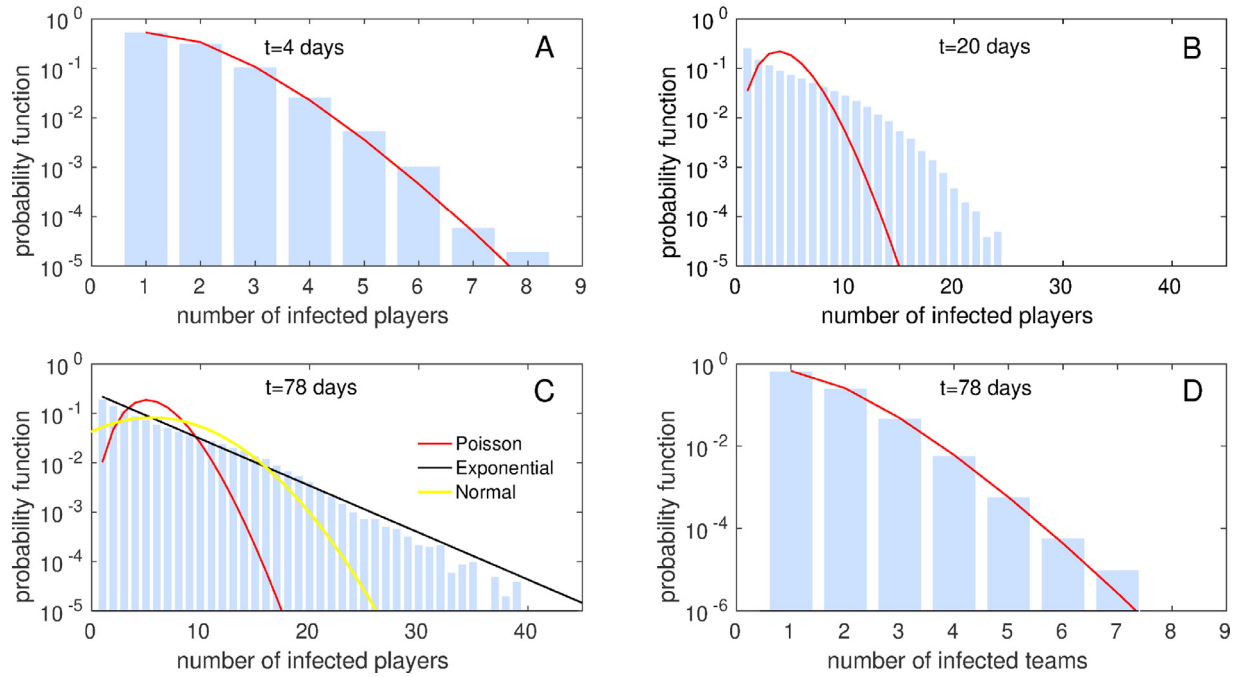 A
t=4 days
probability function
10^0
10^-1
10^-2
10^-3
10^-4
10^-5
0 1 2 3 4 5 6 7 8 9
number of infected players
B
t=20 days
probability function
10^0
10^-1
10^-2
10^-3
10^-4
10^-5
0 10 20 30 40
number of infected players
C
t=78 days
probability function
10^0
10^-1
10^-2
10^-3
10^-4
10^-5
Poisson
Exponential
Normal
0 10 20 30 40
number of infected players
D
t=78 days
probability function
10^0
10^-2
10^-4
10^-6
0 1 2 3 4 5 6 7 8 9
number of infected teams